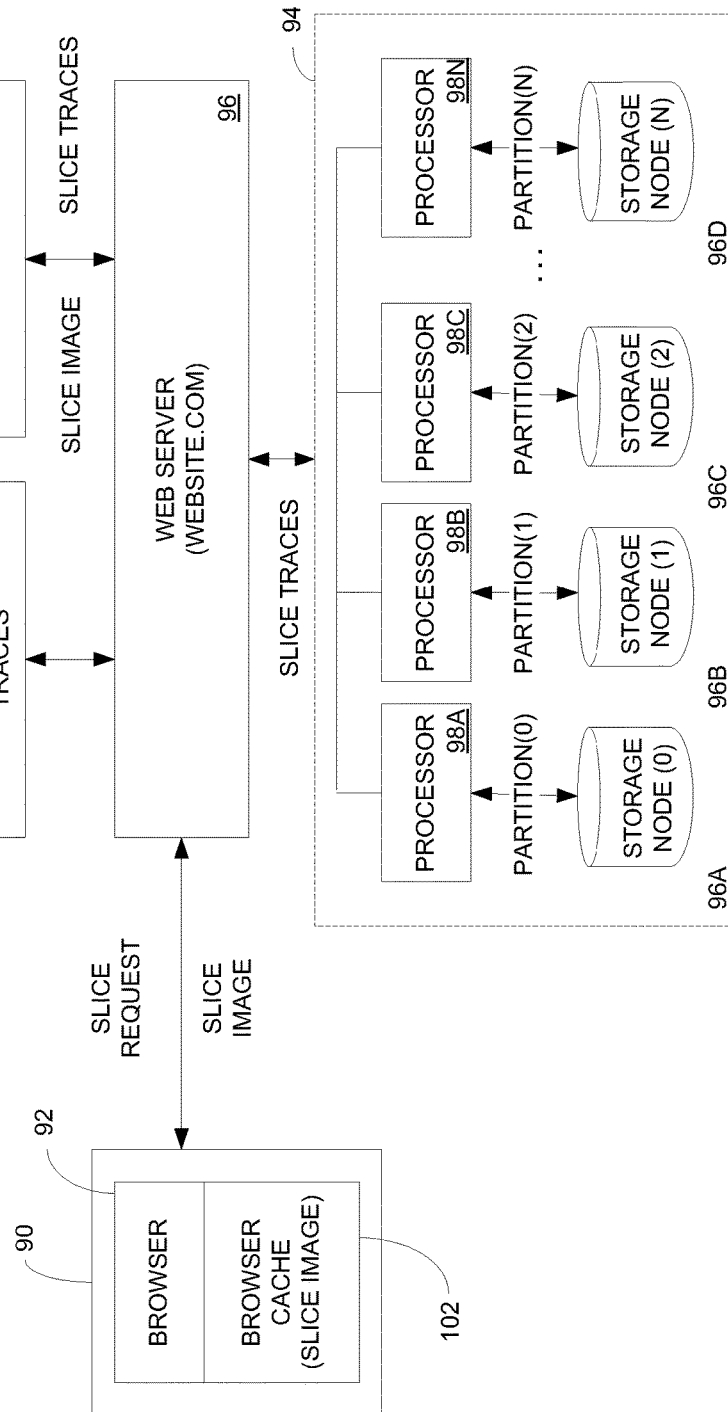 90
92
BROWSER
BROWSER
CACHE
(SLICE IMAGE)
102
SLICE
REQUEST
SLICE
IMAGE
TRACES
SLICE IMAGE
SLICE TRACES
WEB SERVER
(WEBSITE.COM)
96
SLICE TRACES
94
PROCESSOR
98A
PROCESSOR
98B
PROCESSOR
98C
PROCESSOR
98N
PARTITION(0)
PARTITION(1)
PARTITION(2)
...
PARTITION(N)
STORAGE
NODE (0)
STORAGE
NODE (1)
STORAGE
NODE (2)
STORAGE
NODE (N)
96A
96B
96C
96D